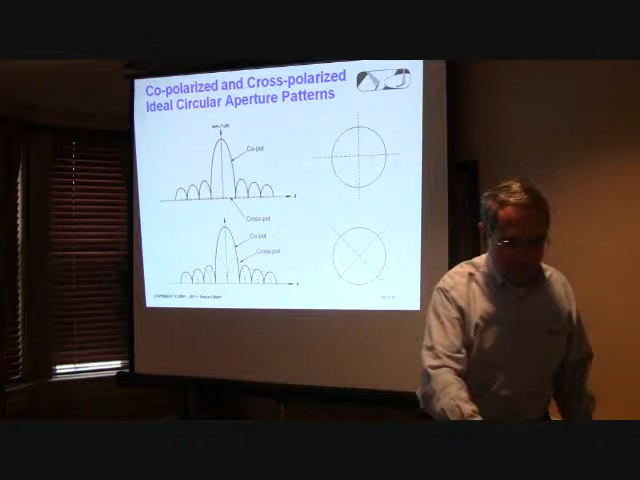 Co-polarized and Cross-polarized
Ideal Circular Aperture Patterns
Co-pol
Cross-pol
Co-pol
Cross-pol